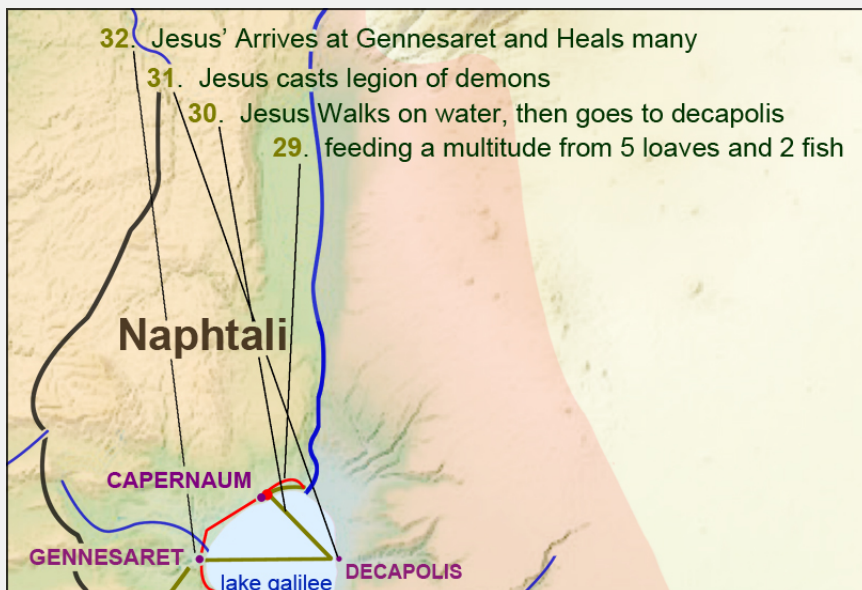 32. Jesus’ Arrives at Gennesaret and Heals many
31. Jesus casts legion of demons
30. Jesus Walks on water, then goes to decapolis
29. feeding a multitude from 5 loaves and 2 fish
Naphtali
CAPERNAUM
GENNESARET
DECAPOLIS
lake galilee